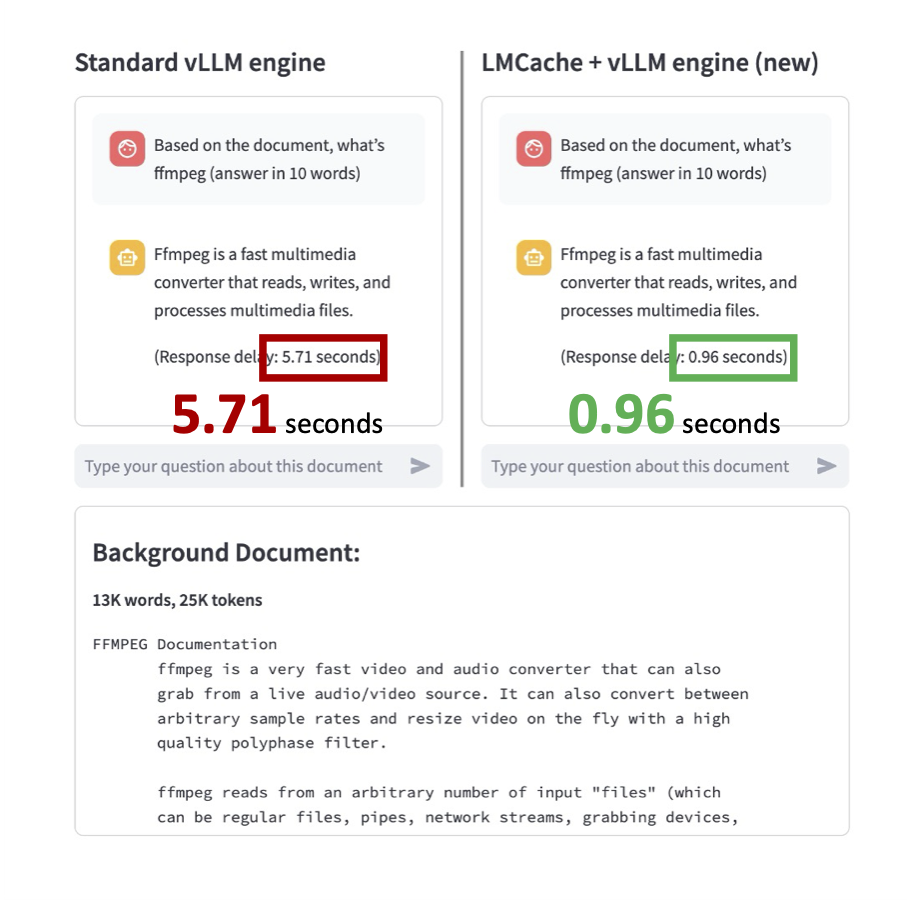 Standard vLLM engine
Based on the document, what's
ffmpeg (answer in 10 words)
Ffmpeg is a fast multimedia
converter that reads, writes, and
processes multimedia files.
(Response delay: 5.71 seconds)
5.71 seconds
Type your question about this document
LMCache + vLLM engine (new)
Based on the document, what's
ffmpeg (answer in 10 words)
Ffmpeg is a fast multimedia
converter that reads, writes, and
processes multimedia files.
(Response delay: 0.96 seconds)
0.96 seconds
Type your question about this document
Background Document:
13K words, 25K tokens
FFMPEG Documentation
ffmpeg is a very fast video and audio converter that can also
grab from a live audio/video source. It can also convert between
arbitrary sample rates and resize video on the fly with a high
quality polyphase filter.
ffmpeg reads from an arbitrary number of input "files" (which
can be regular files, pipes, network streams, grabbing devices,